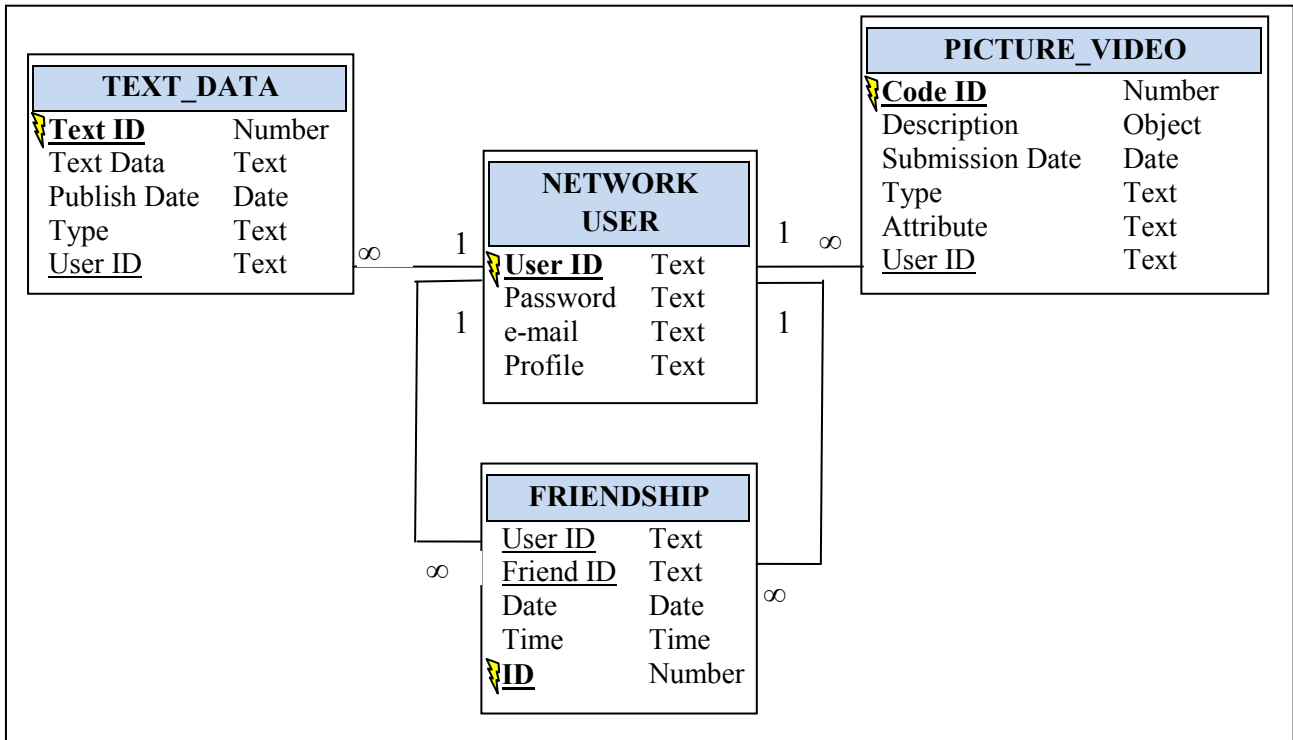 TEXT_DATA
Text ID Number
Text Data Text
Publish Date Date
Type Text
User ID Text
∞ 1
1
NETWORK
USER
User ID Text
Password Text
e-mail Text
Profile Text
1 ∞
1
PICTURE_VIDEO
Code ID Number
Description Object
Submission Date Date
Type Text
Attribute Text
User ID Text
FRIENDSHIP
User ID Text
Friend ID Text
Date Date
Time Time
ID Number
∞
∞